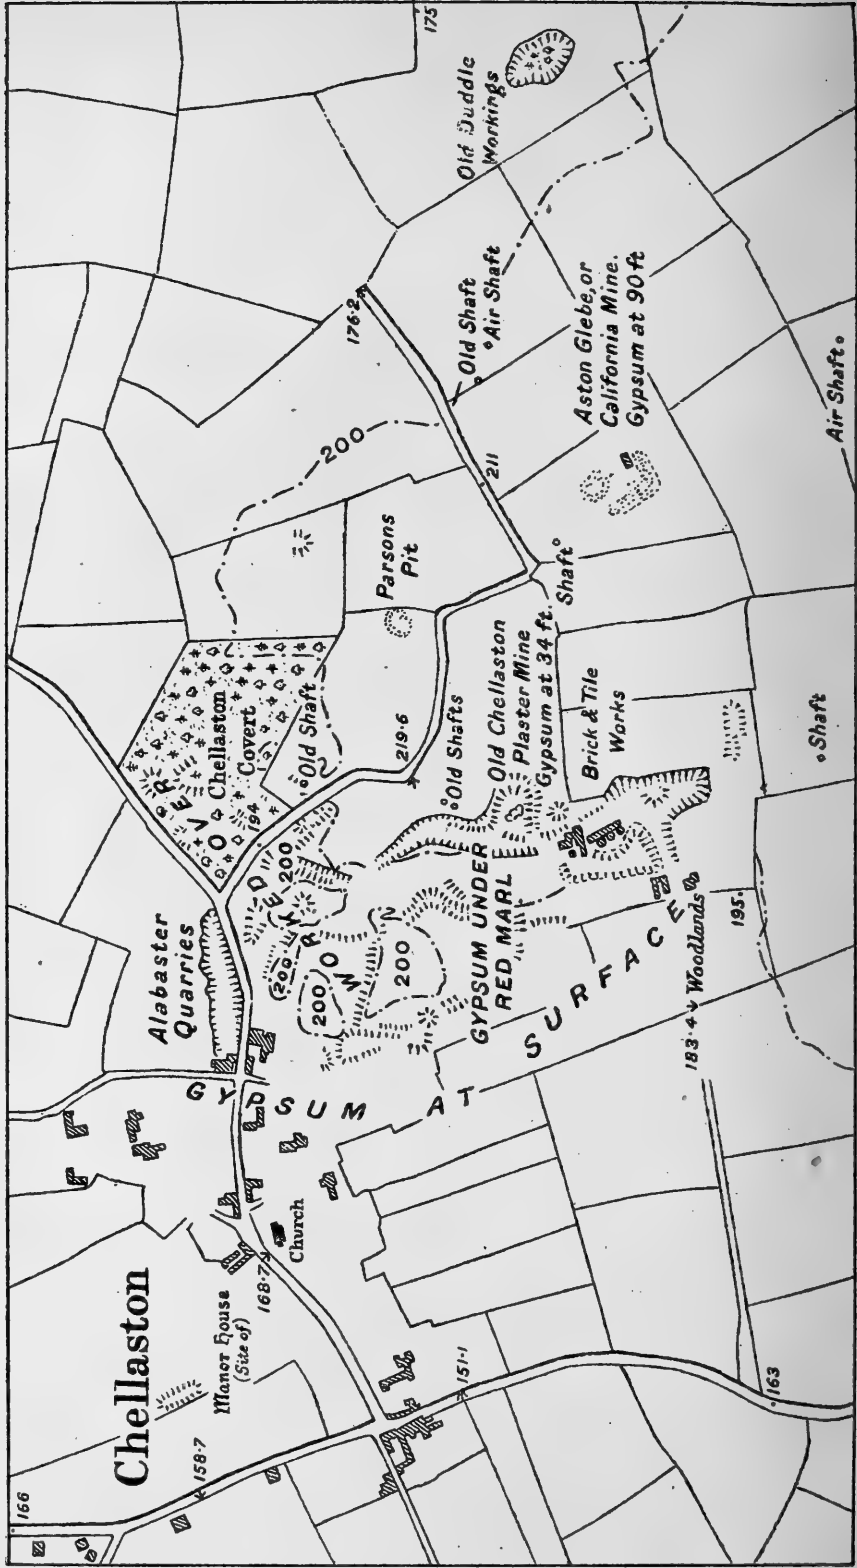 Chellaston
166
158·7
Manor House
(Site of)
168·7
Church
151·1
163
Alabaster
Quarries
GYPSUM AT SURFACE
OVER
Chellaston
Covert
194
Old Shaft
200
200
200
200
200
WORKED
OVER
GYPSUM UNDER
RED MARL
219·6
Parsons
Pit
Old Shafts
Old Chellaston
Plaster Mine
Gypsum at 34 ft.
Shaft
Brick & Tile
Works
Woodlands
183·4
195
Shaft
176·2
211
Old Shaft
Air Shaft
Aston Glebe, or
California Mine.
Gypsum at 90 ft
Air Shaft
Old Buddle
Workings
175